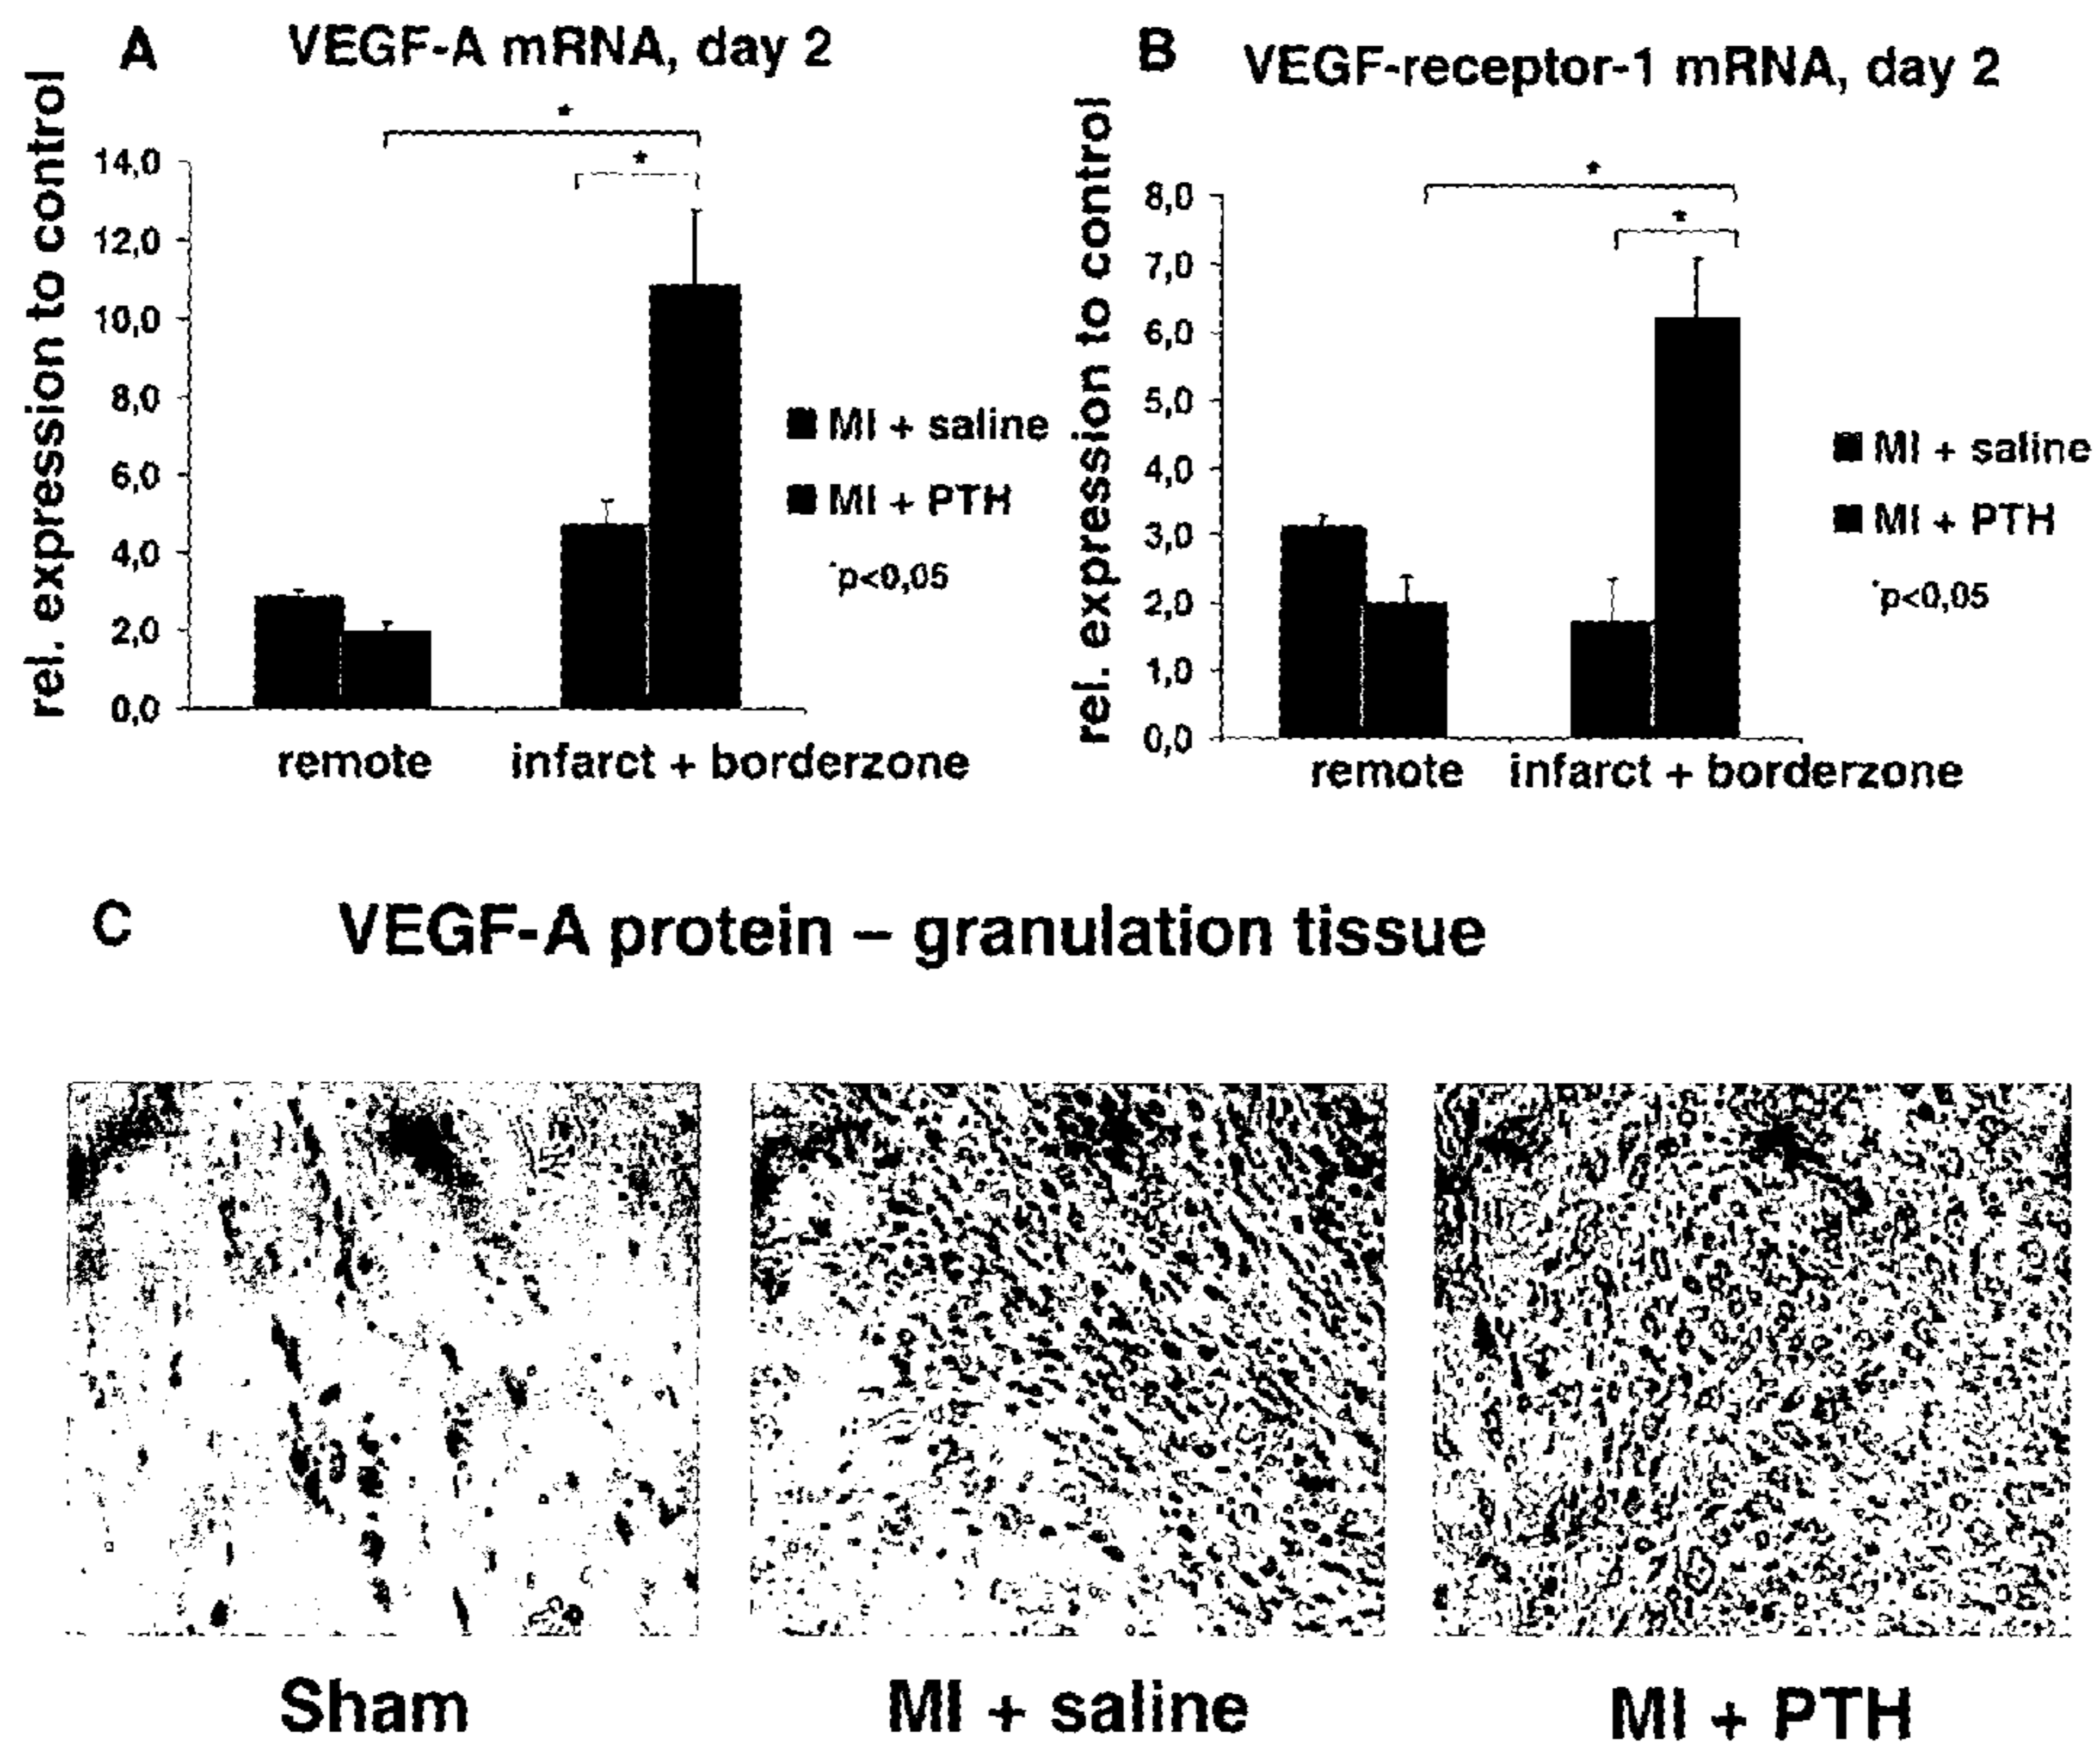 A
VEGF-A mRNA, day 2
rel. expression to control
*
*
14,0
12,0
10,0
8,0
6,0
4,0
2,0
0,0
MI + saline
MI + PTH
*p<0,05
remote
infarct + borderzone
B
VEGF-receptor-1 mRNA, day 2
rel. expression to control
*
*
8,0
7,0
6,0
5,0
4,0
3,0
2,0
1,0
0,0
MI + saline
MI + PTH
*p<0,05
remote
infarct + borderzone
C
VEGF-A protein – granulation tissue
Sham
MI + saline
MI + PTH